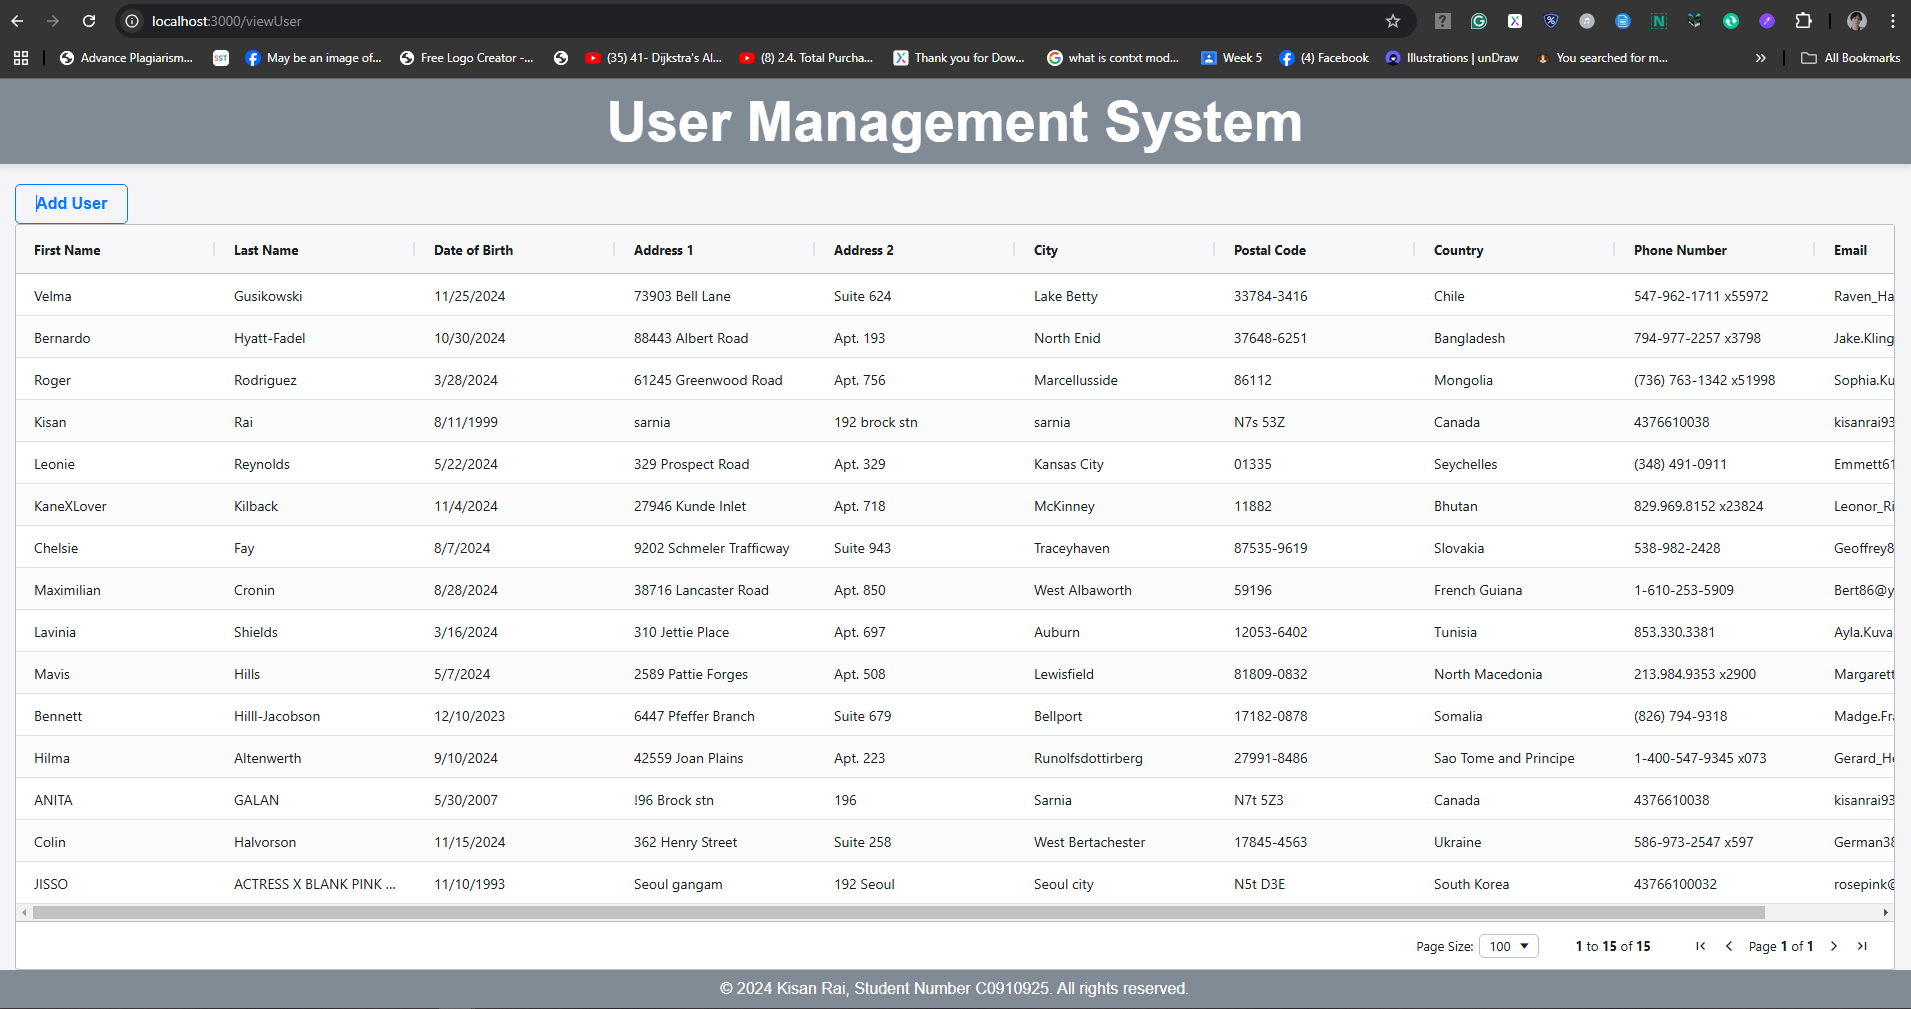 localhost:3000/viewUser
Advance Plagiarism... SST May be an image of... Free Logo Creator -... (35) 41- Dijkstra's Al... (8) 2.4. Total Purcha... Thank you for Dow... what is contxt mod... Week 5 (4) Facebook Illustrations | unDraw You searched for m... » All Bookmarks
User Management System
Add User
First Name Last Name Date of Birth Address 1 Address 2 City Postal Code Country Phone Number Email
Velma Gusikowski 11/25/2024 73903 Bell Lane Suite 624 Lake Betty 33784-3416 Chile 547-962-1711 x55972 Raven_Ha
Bernardo Hyatt-Fadel 10/30/2024 88443 Albert Road Apt. 193 North Enid 37648-6251 Bangladesh 794-977-2257 x3798 Jake.Kling
Roger Rodriguez 3/28/2024 61245 Greenwood Road Apt. 756 Marcellusside 86112 Mongolia (736) 763-1342 x51998 Sophia.Ku
Kisan Rai 8/11/1999 sarnia 192 brock stn sarnia N7s 53Z Canada 4376610038 kisanrai93
Leonie Reynolds 5/22/2024 329 Prospect Road Apt. 329 Kansas City 01335 Seychelles (348) 491-0911 Emmett61
KaneXLover Kilback 11/4/2024 27946 Kunde Inlet Apt. 718 McKinney 11882 Bhutan 829.969.8152 x23824 Leonor_Ri
Chelsie Fay 8/7/2024 9202 Schmeler Trafficway Suite 943 Traceyhaven 87535-9619 Slovakia 538-982-2428 Geoffrey8
Maximilian Cronin 8/28/2024 38716 Lancaster Road Apt. 850 West Albaworth 59196 French Guiana 1-610-253-5909 Bert86@y
Lavinia Shields 3/16/2024 310 Jettie Place Apt. 697 Auburn 12053-6402 Tunisia 853.330.3381 Ayla.Kuva
Mavis Hills 5/7/2024 2589 Pattie Forges Apt. 508 Lewisfield 81809-0832 North Macedonia 213.984.9353 x2900 Margarett
Bennett Hilll-Jacobson 12/10/2023 6447 Pfeffer Branch Suite 679 Bellport 17182-0878 Somalia (826) 794-9318 Madge.Fra
Hilma Altenwerth 9/10/2024 42559 Joan Plains Apt. 223 Runolfsdottirberg 27991-8486 Sao Tome and Principe 1-400-547-9345 x073 Gerard_He
ANITA GALAN 5/30/2007 !96 Brock stn 196 Sarnia N7t 5Z3 Canada 4376610038 kisanrai93
Colin Halvorson 11/15/2024 362 Henry Street Suite 258 West Bertachester 17845-4563 Ukraine 586-973-2547 x597 German38
JISSO ACTRESS X BLANK PINK ... 11/10/1993 Seoul gangam 192 Seoul Seoul city N5t D3E South Korea 43766100032 rosepink@
Page Size: 100 1 to 15 of 15 Page 1 of 1
© 2024 Kisan Rai, Student Number C0910925. All rights reserved.